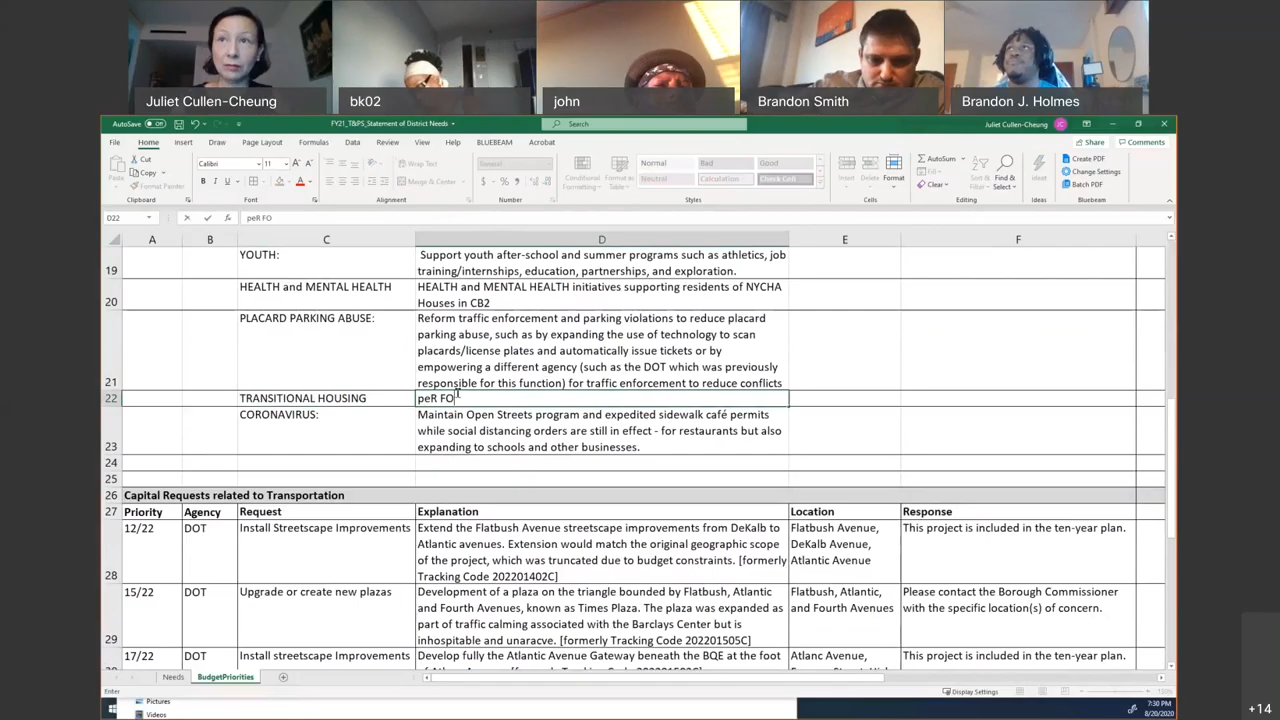 Juliet Cullen-Cheung
bk02
john
Brandon Smith
Brandon J. Holmes
AutoSave Off
FY21_T&PS_Statement of District Needs
Search
Juliet Cullen-Cheung JC
File Home Insert Draw Page Layout Formulas Data Review View Help BLUEBEAM Acrobat
Share Comments
Paste
Cut
Copy
Format Painter
Clipboard
Calibri 11
B I U
Font
Wrap Text
Merge & Center
Alignment
General
Number
Conditional Formatting
Format as Table
Normal Bad Good
Neutral Calculation Check Cell
Styles
Insert Delete Format
Cells
AutoSum
Fill
Clear
Sort & Filter
Find & Select
Editing
Ideas
Ideas
Create PDF
Change Settings
Batch PDF
Bluebeam
D22 peR FO
A B C D E F
19 YOUTH: Support youth after-school and summer programs such as athletics, job
training/internships, education, partnerships, and exploration.
20 HEALTH and MENTAL HEALTH HEALTH and MENTAL HEALTH initiatives supporting residents of NYCHA
Houses in CB2
21 PLACARD PARKING ABUSE: Reform traffic enforcement and parking violations to reduce placard
parking abuse, such as by expanding the use of technology to scan
placards/license plates and automatically issue tickets or by
empowering a different agency (such as the DOT which was previously
responsible for this function) for traffic enforcement to reduce conflicts
22 TRANSITIONAL HOUSING peR FO
23 CORONAVIRUS: Maintain Open Streets program and expedited sidewalk café permits
while social distancing orders are still in effect - for restaurants but also
expanding to schools and other businesses.
24
25
26 Capital Requests related to Transportation
27 Priority Agency Request Explanation Location Response
28 12/22 DOT Install Streetscape Improvements Extend the Flatbush Avenue streetscape improvements from DeKalb to
Atlantic avenues. Extension would match the original geographic scope
of the project, which was truncated due to budget constraints. [formerly
Tracking Code 202201402C]
Flatbush Avenue,
DeKalb Avenue,
Atlantic Avenue
This project is included in the ten-year plan.
29 15/22 DOT Upgrade or create new plazas Development of a plaza on the triangle bounded by Flatbush, Atlantic
and Fourth Avenues, known as Times Plaza. The plaza was expanded as
part of traffic calming associated with the Barclays Center but is
inhospitable and unaracve. [formerly Tracking Code 202201505C]
Flatbush, Atlantic,
and Fourth Avenues
Please contact the Borough Commissioner
with the specific location(s) of concern.
17/22 DOT Install streetscape improvements Develop fully the Atlantic Avenue Gateway beneath the BQE at the foot
Atlanc Avenue,
This project is included in the ten-year plan.
Needs BudgetPriorities
Enter
Display Settings
130%
Pictures
Videos
7:30 PM
8/20/2020
+14